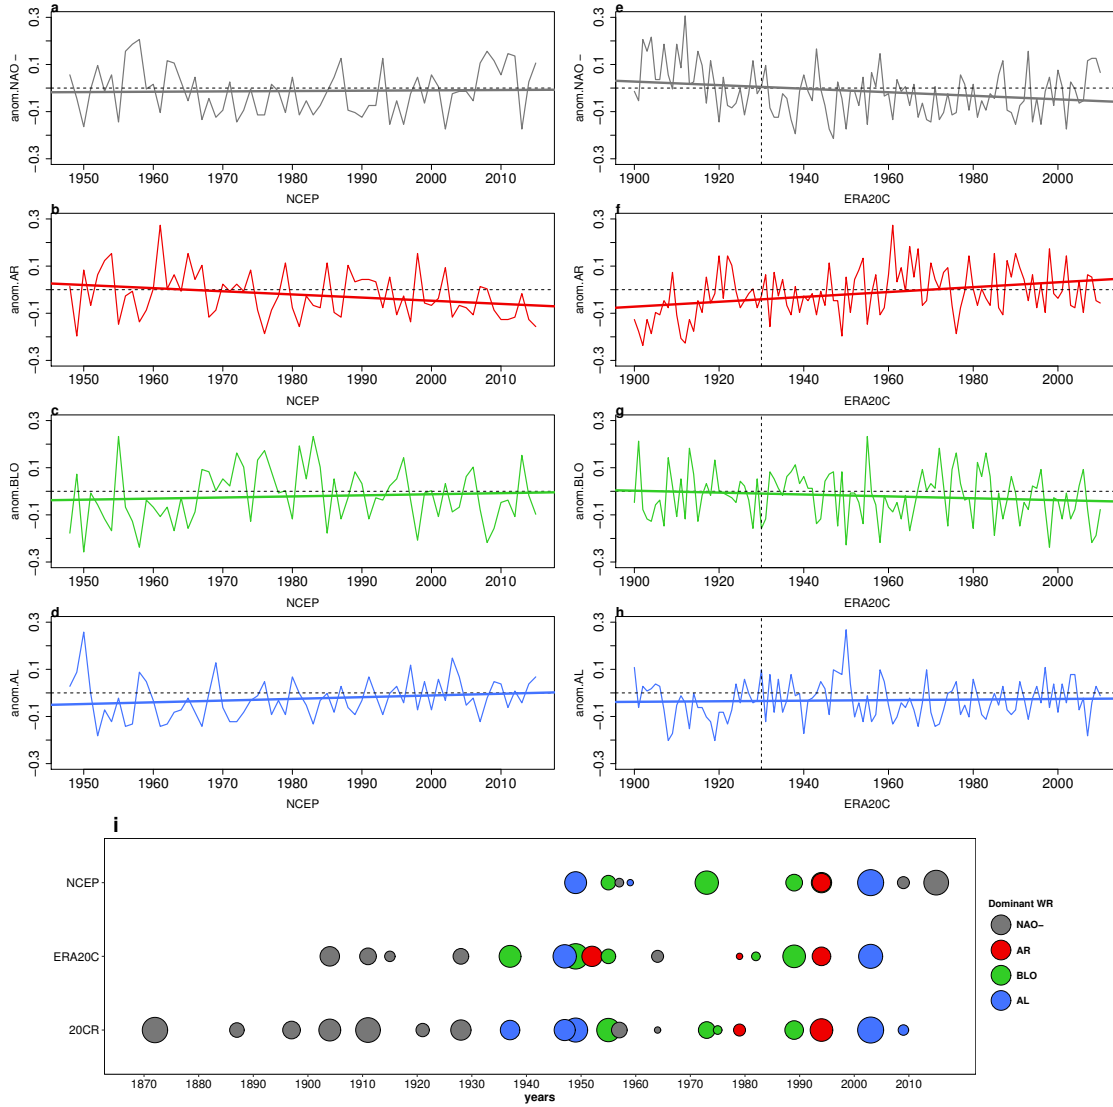 a
0.3
0.1
−0.1
−0.3
anom.NAO −
1950 1960 1970 1980 1990 2000 2010
NCEP
e
0.3
0.1
−0.1
−0.3
anom.NAO −
1900 1920 1940 1960 1980 2000
ERA20C
b
0.3
0.1
−0.1
−0.3
anom.AR
1950 1960 1970 1980 1990 2000 2010
NCEP
f
0.3
0.1
−0.1
−0.3
anom.AR
1900 1920 1940 1960 1980 2000
ERA20C
c
0.3
0.1
−0.1
−0.3
anom.BLO
1950 1960 1970 1980 1990 2000 2010
NCEP
g
0.3
0.1
−0.1
−0.3
anom.BLO
1900 1920 1940 1960 1980 2000
ERA20C
d
0.3
0.1
−0.1
−0.3
anom.AL
1950 1960 1970 1980 1990 2000 2010
NCEP
h
0.3
0.1
−0.1
−0.3
anom.AL
1900 1920 1940 1960 1980 2000
ERA20C
i
NCEP
ERA20C
20CR
1870 1880 1890 1900 1910 1920 1930 1940 1950 1960 1970 1980 1990 2000 2010
years
Dominant WR
NAO−
AR
BLO
AL